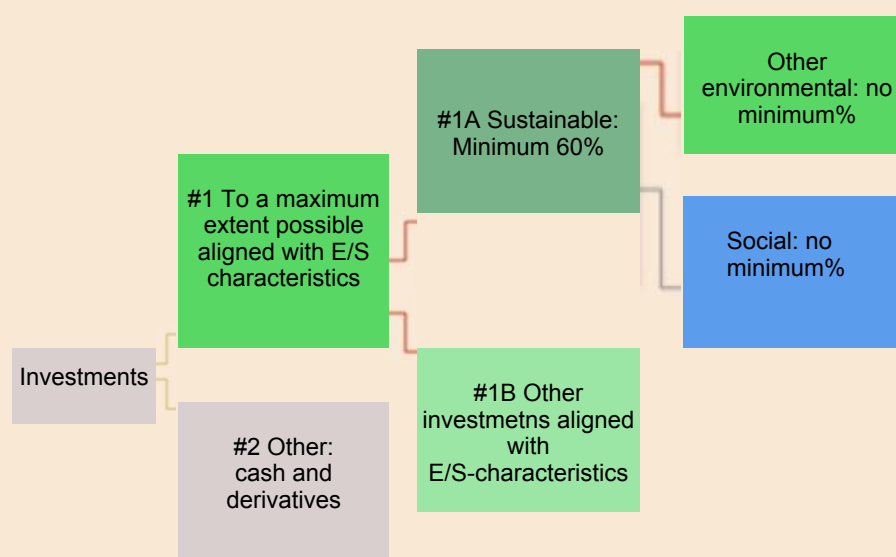 Investments
#1 To a maximum
extent possible
aligned with E/S
characteristics
#2 Other:
cash and
derivatives
#1A Sustainable:
Minimum 60%
#1B Other
investmetns aligned
with
E/S-characteristics
Other
environmental: no
minimum%
Social: no
minimum%